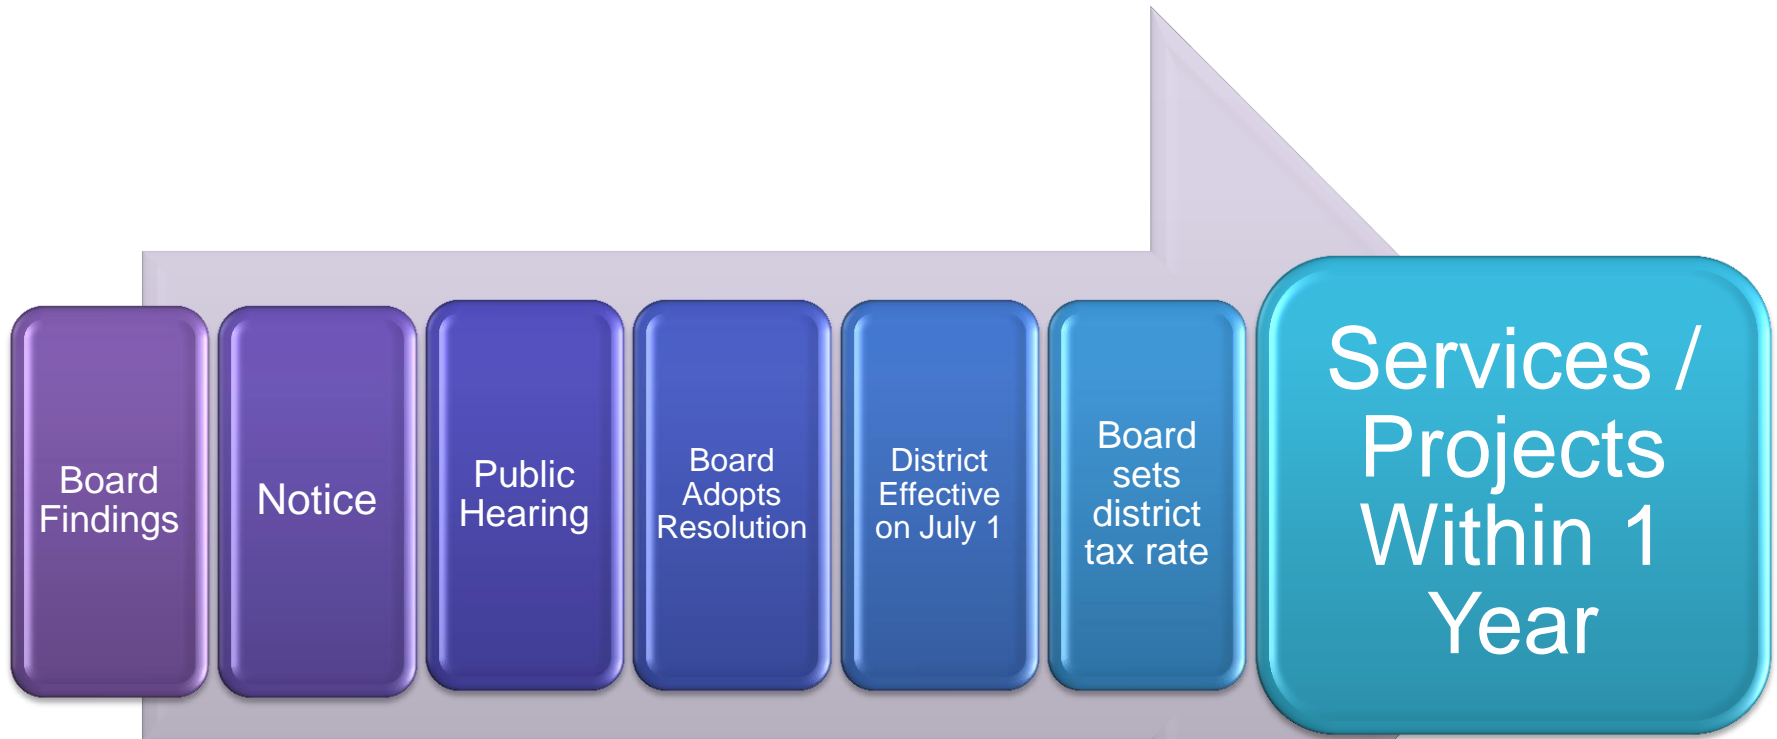 Board
Findings
Notice
Public
Hearing
Board
Adopts
Resolution
District
Effective
on July 1
Board
sets
district
tax rate
Services /
Projects
Within 1
Year